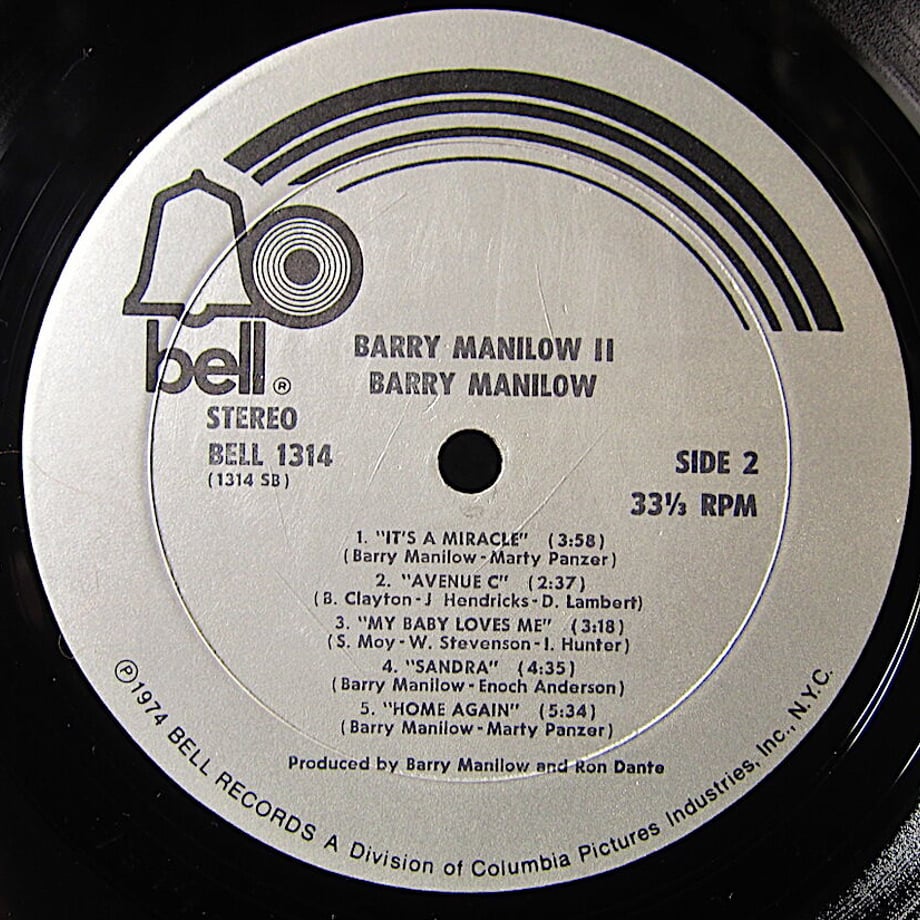 bell®
BARRY MANILOW II
BARRY MANILOW
STEREO
BELL 1314
(1314 SB)
SIDE 2
33⅓ RPM
1. "IT'S A MIRACLE" (3:58)
(Barry Manilow-Marty Panzer)
2. "AVENUE C" (2:37)
(B. Clayton-J Hendricks-D. Lambert)
3. "MY BABY LOVES ME" (3:18)
(S. Moy-W. Stevenson-I. Hunter)
4. "SANDRA" (4:35)
(Barry Manilow-Enoch Anderson)
5. "HOME AGAIN" (5:34)
(Barry Manilow-Marty Panzer)
Produced by Barry Manilow and Ron Dante
℗1974 BELL RECORDS A Division of Columbia Pictures Industries, Inc., N.Y.C.